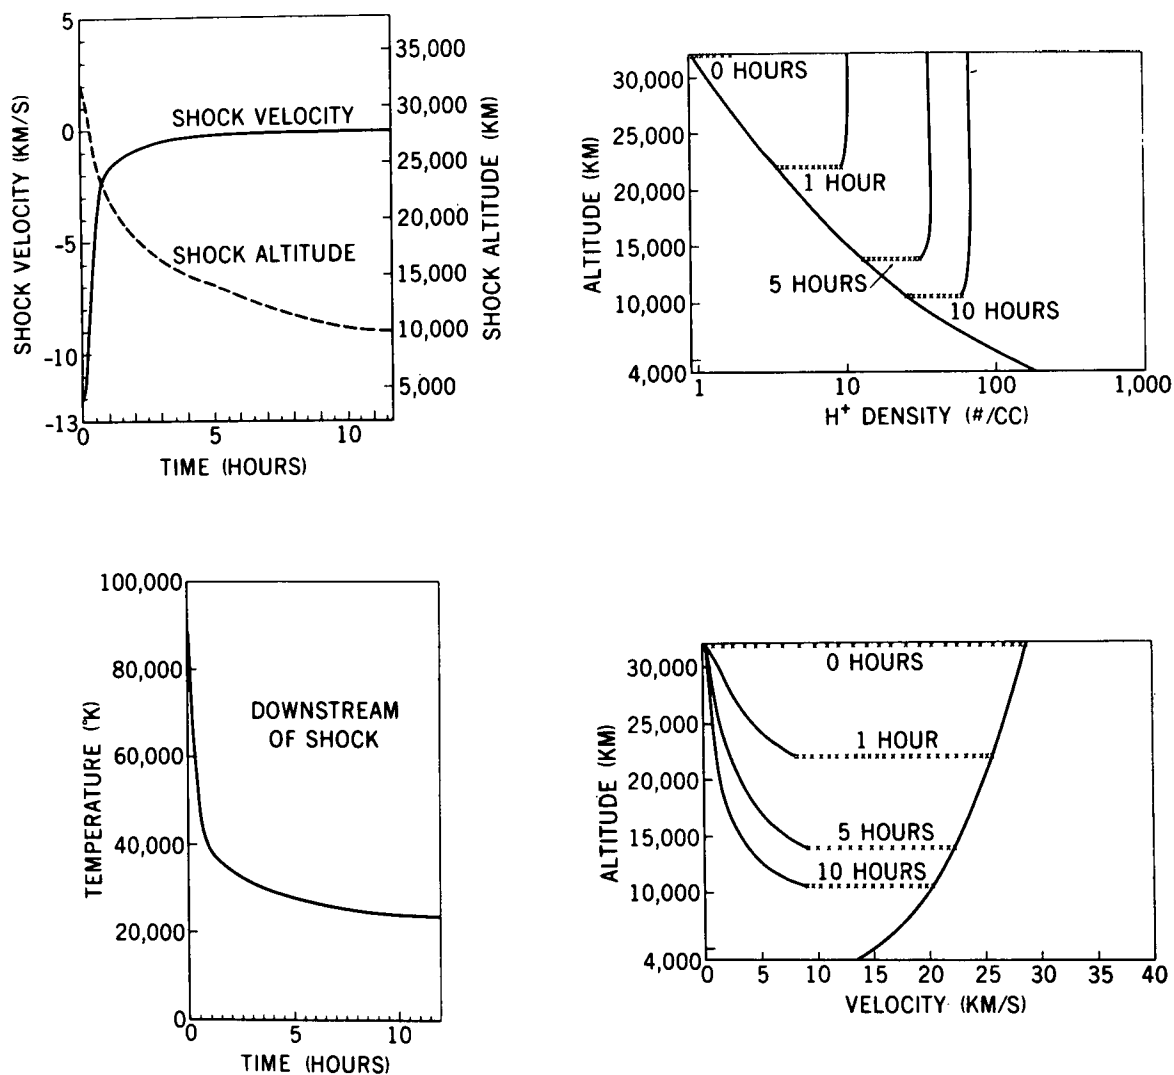 5
0
-5
-10
-13
SHOCK VELOCITY (KM/S)
SHOCK VELOCITY
SHOCK ALTITUDE
35,000
30,000
25,000
20,000
15,000
10,000
5,000
SHOCK ALTITUDE (KM)
0 5 10
TIME (HOURS)
30,000
25,000
20,000
15,000
10,000
4,000
ALTITUDE (KM)
0 HOURS
1 HOUR
5 HOURS
10 HOURS
1 10 100 1,000
H⁺ DENSITY (#/CC)
100,000
80,000
60,000
40,000
20,000
0
TEMPERATURE (°K)
DOWNSTREAM
OF SHOCK
0 5 10
TIME (HOURS)
30,000
25,000
20,000
15,000
10,000
4,000
ALTITUDE (KM)
0 HOURS
1 HOUR
5 HOURS
10 HOURS
0 5 10 15 20 25 30 35 40
VELOCITY (KM/S)